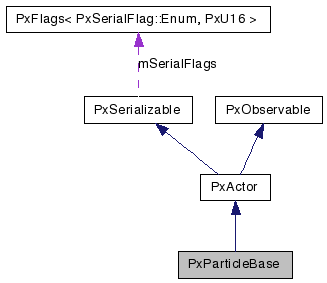 PxFlags< PxSerialFlag::Enum, PxU16 >
mSerialFlags
PxSerializable
PxObservable
PxActor
PxParticleBase